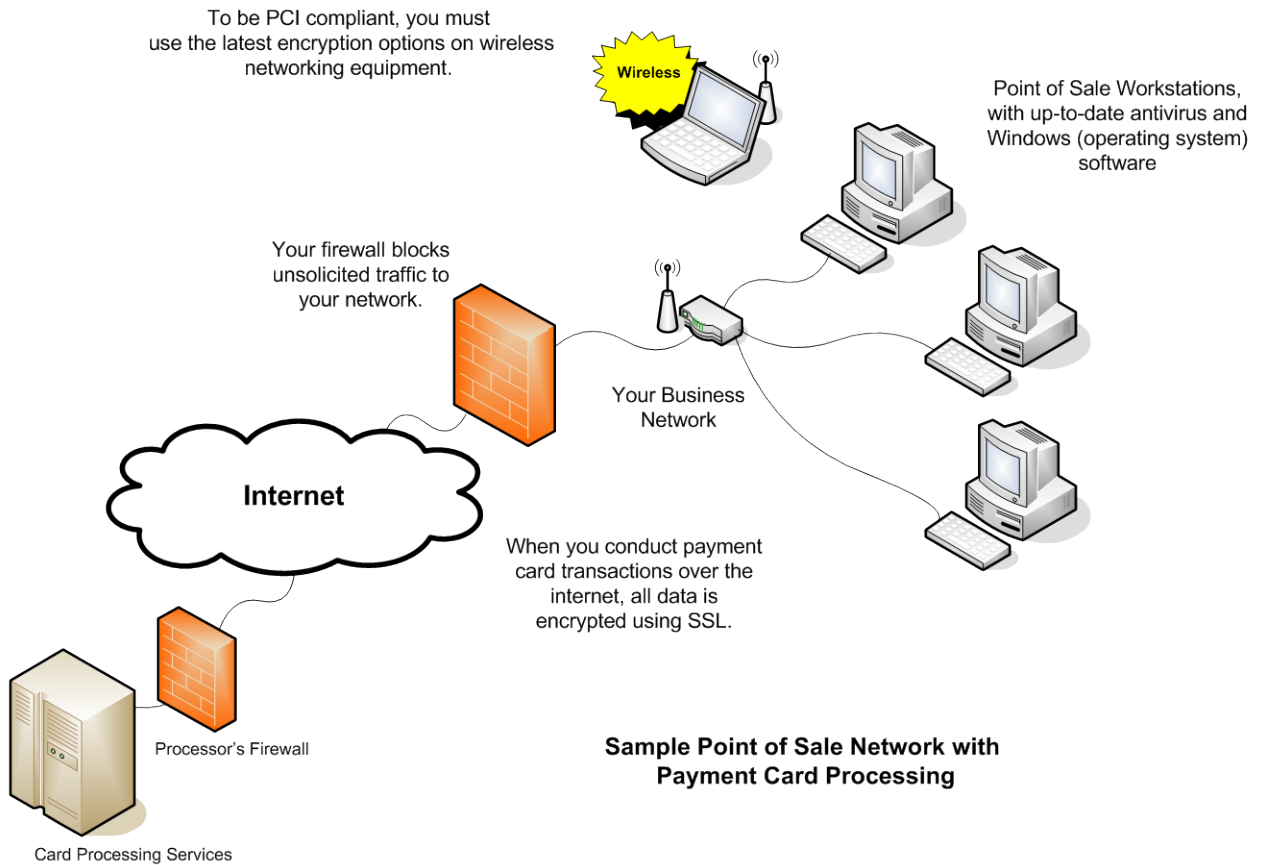 To be PCI compliant, you must
use the latest encryption options on wireless
networking equipment.
Wireless
Point of Sale Workstations,
with up-to-date antivirus and
Windows (operating system)
software
Your firewall blocks
unsolicited traffic to
your network.
Your Business
Network
Internet
When you conduct payment
card transactions over the
internet, all data is
encrypted using SSL.
Processor's Firewall
Sample Point of Sale Network with
Payment Card Processing
Card Processing Services